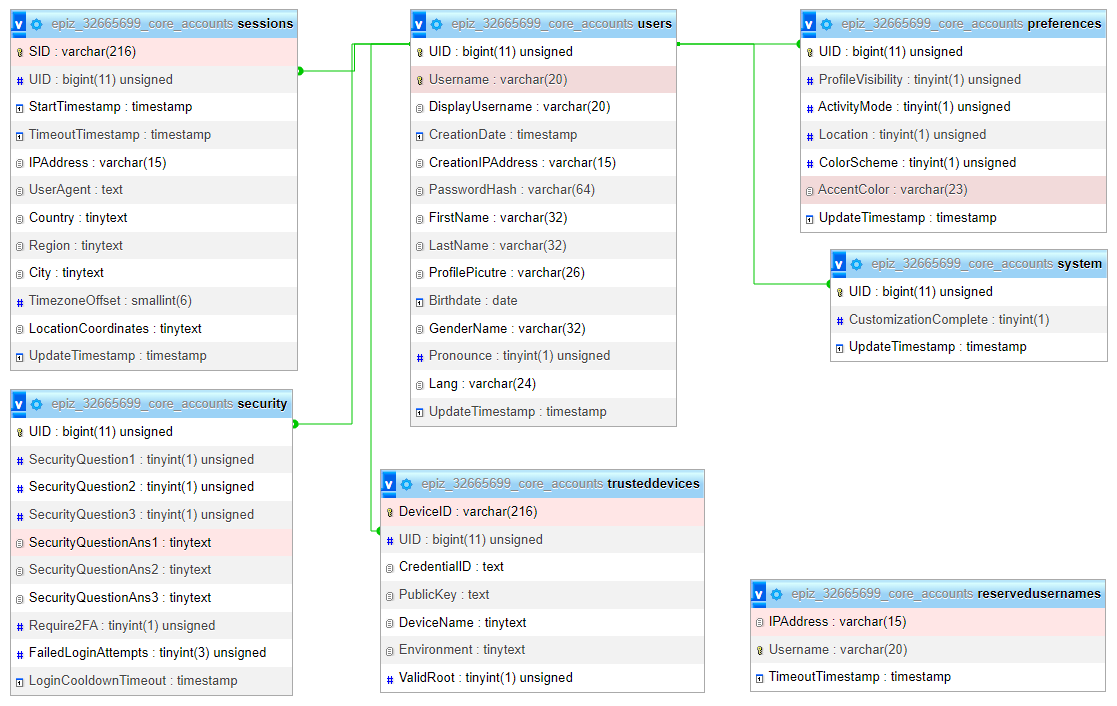 v epiz_32665699_core_accounts sessions
SID : varchar(216)
# UID : bigint(11) unsigned
StartTimestamp : timestamp
TimeoutTimestamp : timestamp
IPAddress : varchar(15)
UserAgent : text
Country : tinytext
Region : tinytext
City : tinytext
# TimezoneOffset : smallint(6)
LocationCoordinates : tinytext
UpdateTimestamp : timestamp
v epiz_32665699_core_accounts users
UID : bigint(11) unsigned
Username : varchar(20)
DisplayUsername : varchar(20)
CreationDate : timestamp
CreationIPAddress : varchar(15)
PasswordHash : varchar(64)
FirstName : varchar(32)
LastName : varchar(32)
ProfilePicutre : varchar(26)
Birthdate : date
GenderName : varchar(32)
# Pronounce : tinyint(1) unsigned
Lang : varchar(24)
UpdateTimestamp : timestamp
v epiz_32665699_core_accounts preferences
UID : bigint(11) unsigned
# ProfileVisibility : tinyint(1) unsigned
# ActivityMode : tinyint(1) unsigned
# Location : tinyint(1) unsigned
# ColorScheme : tinyint(1) unsigned
AccentColor : varchar(23)
UpdateTimestamp : timestamp
v epiz_32665699_core_accounts system
UID : bigint(11) unsigned
# CustomizationComplete : tinyint(1)
UpdateTimestamp : timestamp
v epiz_32665699_core_accounts security
UID : bigint(11) unsigned
# SecurityQuestion1 : tinyint(1) unsigned
# SecurityQuestion2 : tinyint(1) unsigned
# SecurityQuestion3 : tinyint(1) unsigned
SecurityQuestionAns1 : tinytext
SecurityQuestionAns2 : tinytext
SecurityQuestionAns3 : tinytext
# Require2FA : tinyint(1) unsigned
# FailedLoginAttempts : tinyint(3) unsigned
LoginCooldownTimeout : timestamp
v epiz_32665699_core_accounts trusteddevices
DeviceID : varchar(216)
# UID : bigint(11) unsigned
CredentialID : text
PublicKey : text
DeviceName : tinytext
Environment : tinytext
# ValidRoot : tinyint(1) unsigned
v epiz_32665699_core_accounts reservedusernames
IPAddress : varchar(15)
Username : varchar(20)
TimeoutTimestamp : timestamp